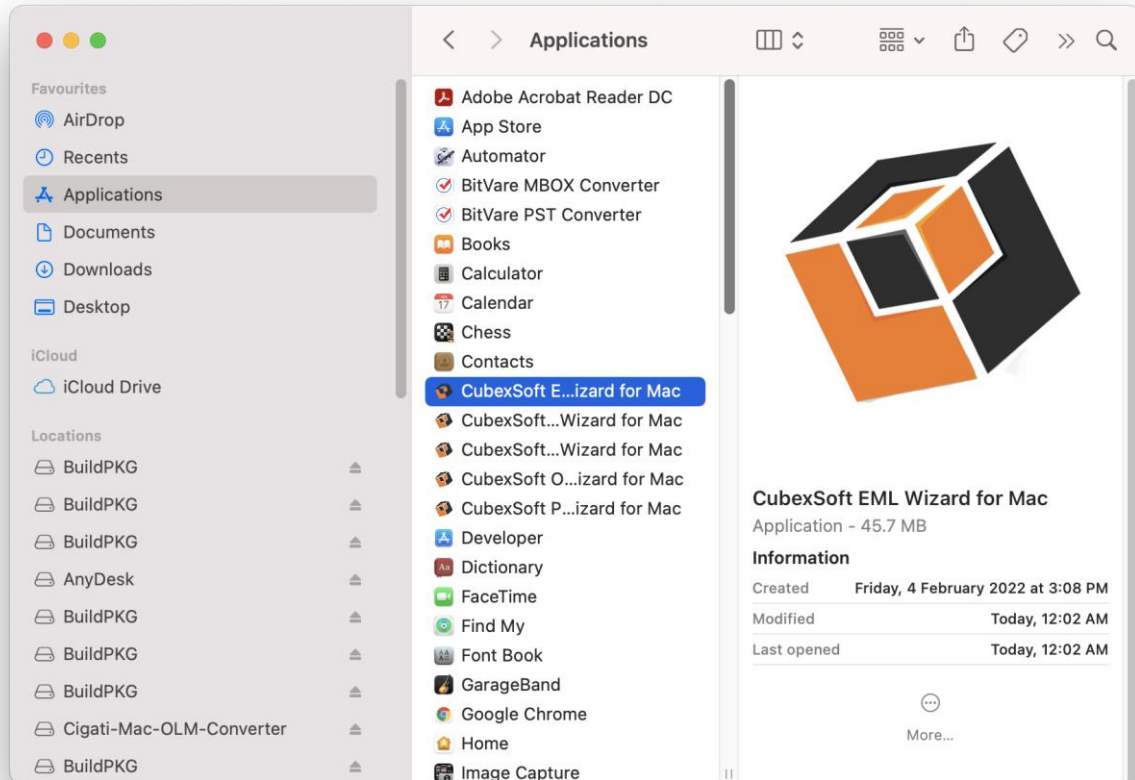 Applications
Favourites
AirDrop
Recents
Applications
Documents
Downloads
Desktop
iCloud
iCloud Drive
Locations
BuildPKG
BuildPKG
BuildPKG
AnyDesk
BuildPKG
BuildPKG
BuildPKG
Cigati-Mac-OLM-Converter
BuildPKG
Adobe Acrobat Reader DC
App Store
Automator
BitVare MBOX Converter
BitVare PST Converter
Books
Calculator
17
Calendar
Chess
Contacts
CubexSoft E...izard for Mac
CubexSoft...Wizard for Mac
CubexSoft...Wizard for Mac
CubexSoft O...izard for Mac
CubexSoft P...izard for Mac
Developer
Aa
Dictionary
FaceTime
Find My
Font Book
GarageBand
Google Chrome
Home
Image Capture
CubexSoft EML Wizard for Mac
Application - 45.7 MB
Information
Created Friday, 4 February 2022 at 3:08 PM
Modified Today, 12:02 AM
Last opened Today, 12:02 AM
More...